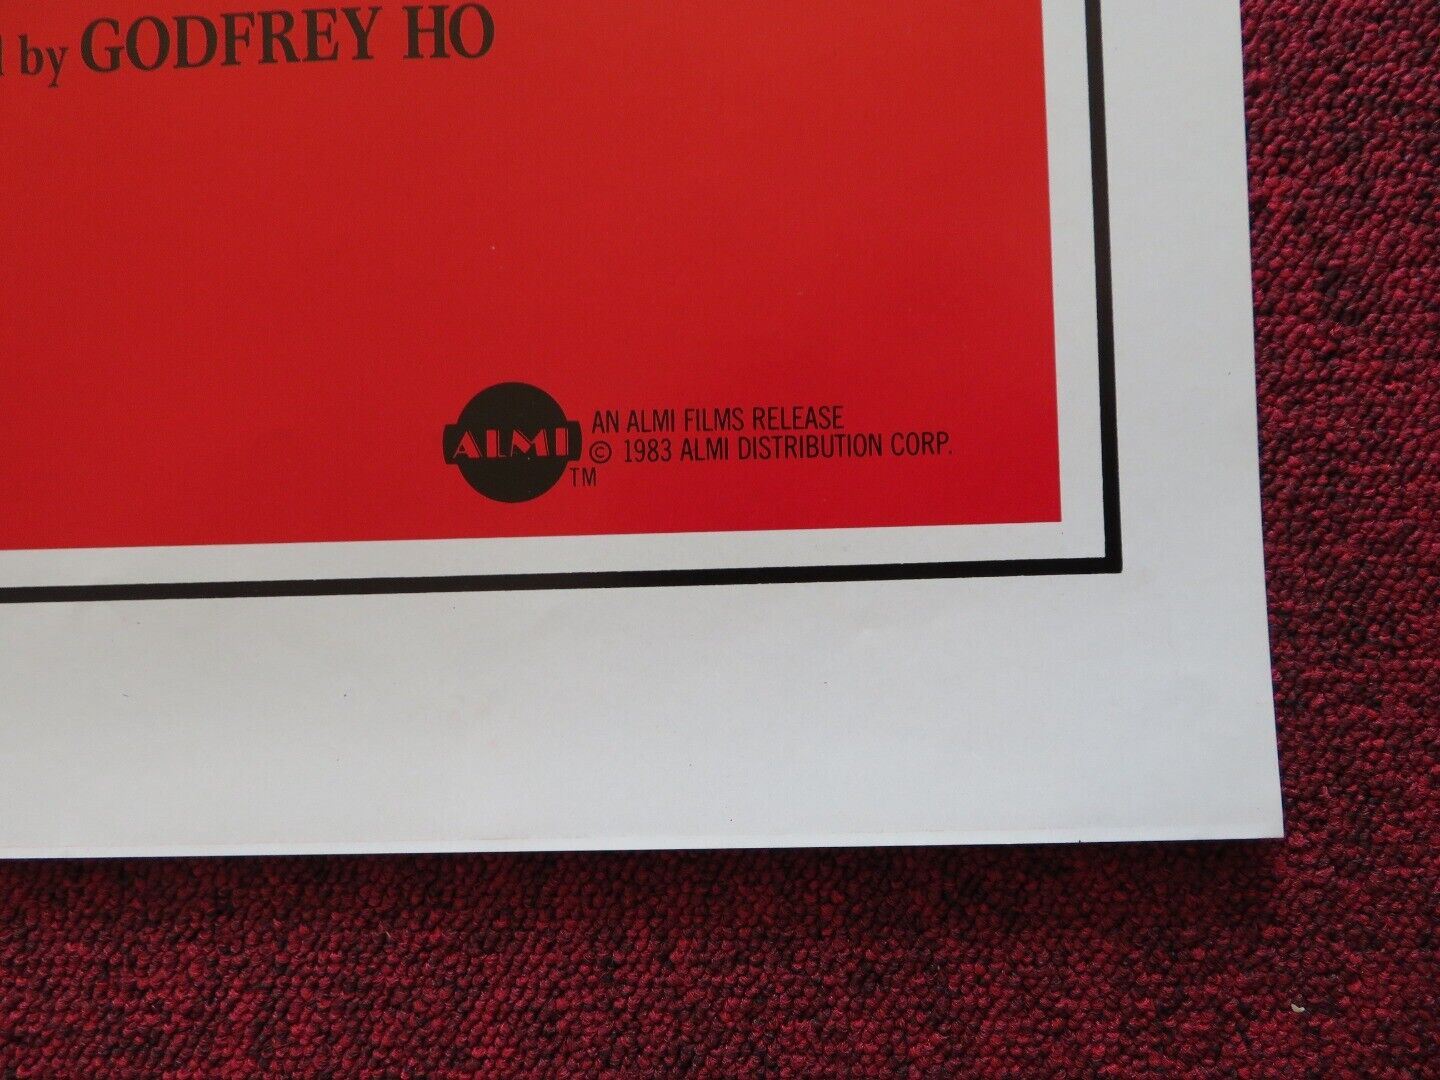 by GODFREY HO
ALMI
TM
AN ALMI FILMS RELEASE
© 1983 ALMI DISTRIBUTION CORP.